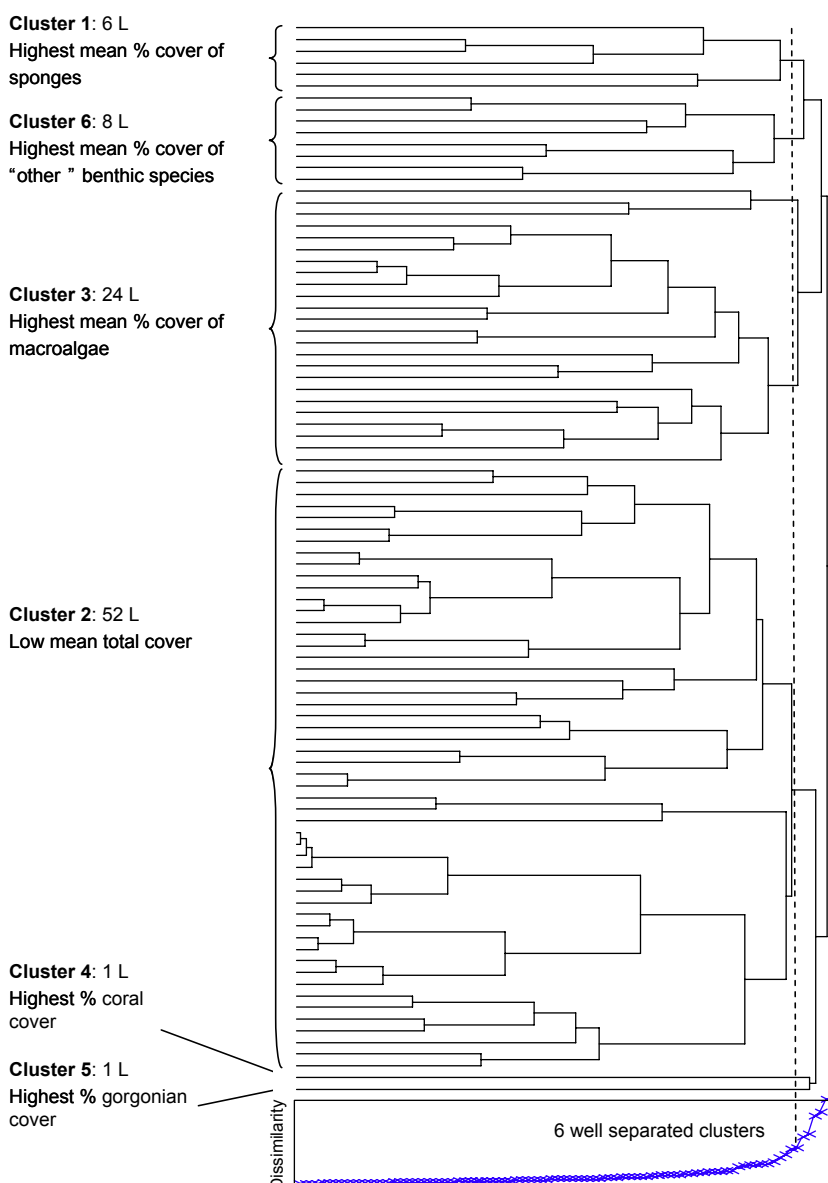 Cluster 1: 6 L
Highest mean % cover of
sponges
Cluster 6: 8 L
Highest mean % cover of
“other ” benthic species
Cluster 3: 24 L
Highest mean % cover of
macroalgae
Cluster 2: 52 L
Low mean total cover
Cluster 4: 1 L
Highest % coral
cover
Cluster 5: 1 L
Highest % gorgonian
cover
Dissimilarity
6 well separated clusters